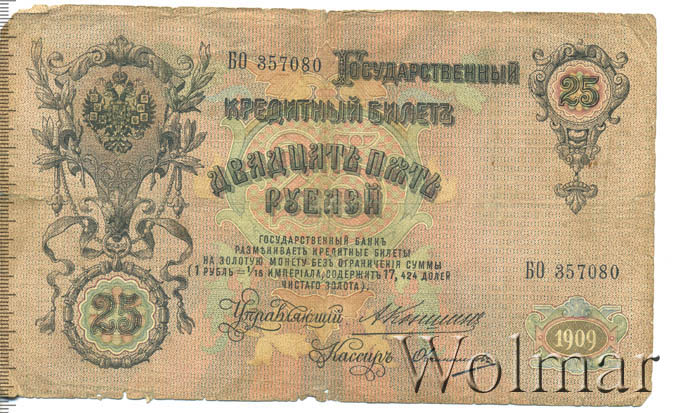 БО 357080 Государственный
25
Кредитный Билетъ
Двадцать пять
рублей
Государственный Банкъ
размѣниваетъ кредитные билеты
на золотую монету безъ ограниченія суммы
(1 рубль = 1/15 имперіала, содержитъ 17,424 долей
чистаго золота).
БО 357080
25
Управляющій
1909
Кассиръ
Wolmar